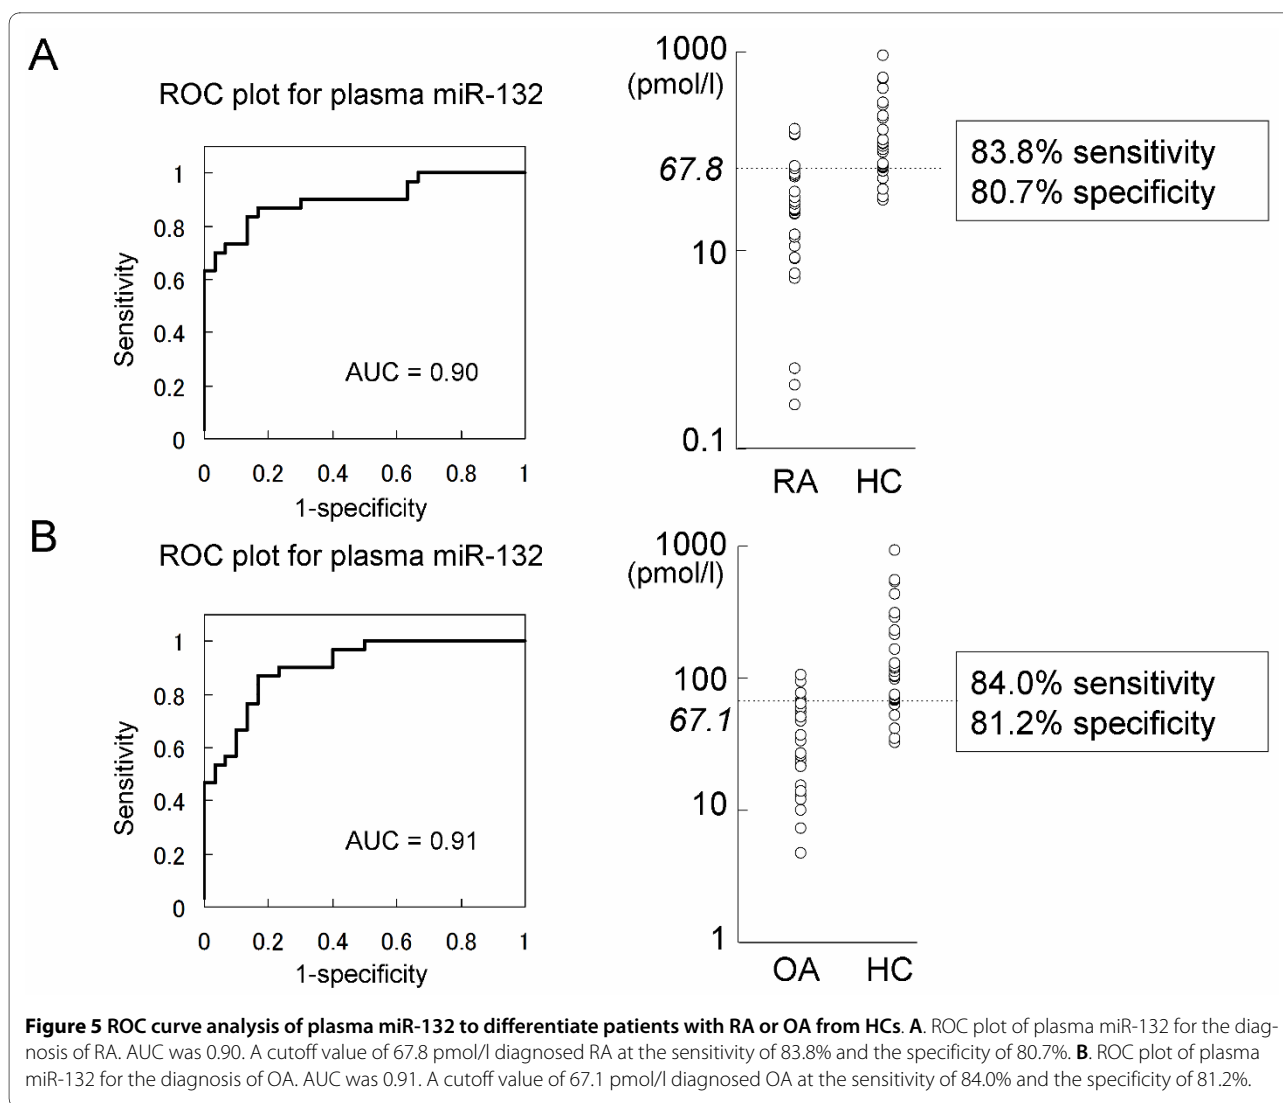 A
ROC plot for plasma miR-132
Sensitivity
1
0.8
0.6
0.4
0.2
0
0 0.2 0.4 0.6 0.8 1
1-specificity
AUC = 0.90
1000
(pmol/l)
67.8
10
0.1
RA HC
83.8% sensitivity
80.7% specificity
B
ROC plot for plasma miR-132
Sensitivity
1
0.8
0.6
0.4
0.2
0
0 0.2 0.4 0.6 0.8 1
1-specificity
AUC = 0.91
1000
(pmol/l)
100
67.1
10
1
OA HC
84.0% sensitivity
81.2% specificity
Figure 5 ROC curve analysis of plasma miR-132 to differentiate patients with RA or OA from HCs. A. ROC plot of plasma miR-132 for the diag-
nosis of RA. AUC was 0.90. A cutoff value of 67.8 pmol/l diagnosed RA at the sensitivity of 83.8% and the specificity of 80.7%. B. ROC plot of plasma
miR-132 for the diagnosis of OA. AUC was 0.91. A cutoff value of 67.1 pmol/l diagnosed OA at the sensitivity of 84.0% and the specificity of 81.2%.